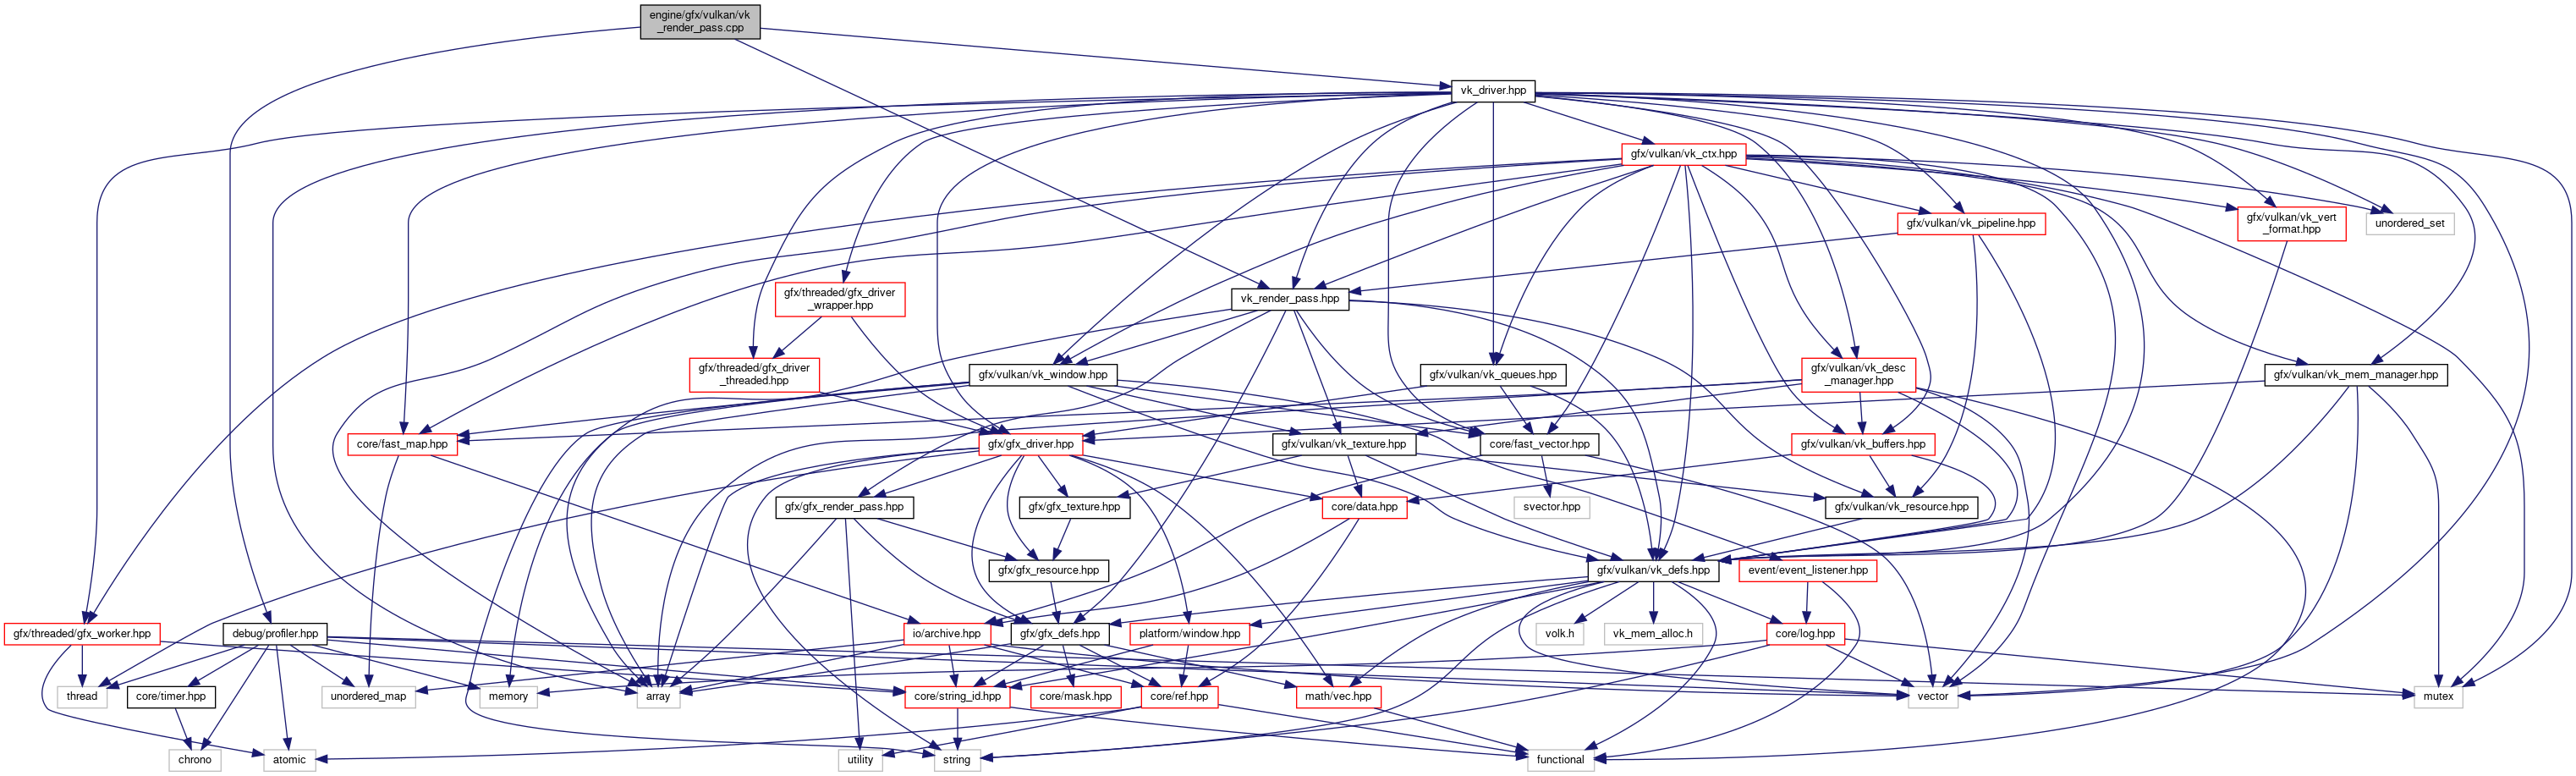 engine/gfx/vulkan/vk
_render_pass.cpp
vk_driver.hpp
gfx/vulkan/vk_ctx.hpp
gfx/vulkan/vk_pipeline.hpp
gfx/vulkan/vk_vert
_format.hpp
unordered_set
gfx/threaded/gfx_driver
_wrapper.hpp
vk_render_pass.hpp
gfx/threaded/gfx_driver
_threaded.hpp
gfx/vulkan/vk_window.hpp
gfx/vulkan/vk_queues.hpp
gfx/vulkan/vk_desc
_manager.hpp
gfx/vulkan/vk_mem_manager.hpp
core/fast_map.hpp
gfx/gfx_driver.hpp
gfx/vulkan/vk_texture.hpp
core/fast_vector.hpp
gfx/vulkan/vk_buffers.hpp
gfx/gfx_render_pass.hpp
gfx/gfx_texture.hpp
core/data.hpp
svector.hpp
gfx/vulkan/vk_resource.hpp
gfx/gfx_resource.hpp
gfx/vulkan/vk_defs.hpp
event/event_listener.hpp
gfx/threaded/gfx_worker.hpp
debug/profiler.hpp
io/archive.hpp
gfx/gfx_defs.hpp
platform/window.hpp
volk.h
vk_mem_alloc.h
core/log.hpp
thread
core/timer.hpp
unordered_map
memory
array
core/string_id.hpp
core/mask.hpp
core/ref.hpp
math/vec.hpp
vector
mutex
chrono
atomic
utility
string
functional